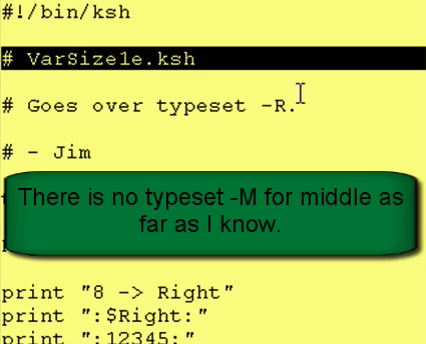 #!/bin/ksh
# VarSize1e.ksh
# Goes over typeset -R.
# - Jim
There is no typeset -M for middle as
far as I know.
print "8 -> Right"
print ":$Right:"
print ":12345:"